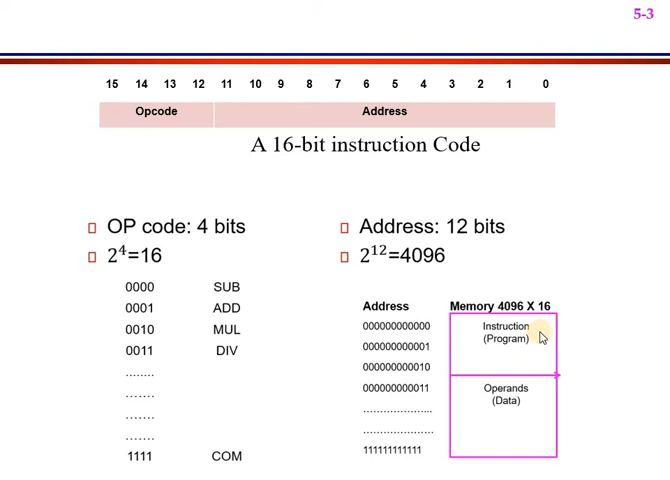 5-3
15 14 13 12 11 10 9 8 7 6 5 4 3 2 1 0
Opcode Address
A 16-bit instruction Code
OP code: 4 bits
2⁴=16
0000 SUB
0001 ADD
0010 MUL
0011 DIV
........
.......
.......
.......
1111 COM
Address: 12 bits
2¹²=4096
Address Memory 4096 X 16
000000000000
000000000001
000000000010
000000000011
......................
......................
111111111111
Instruction
(Program)
Operands
(Data)